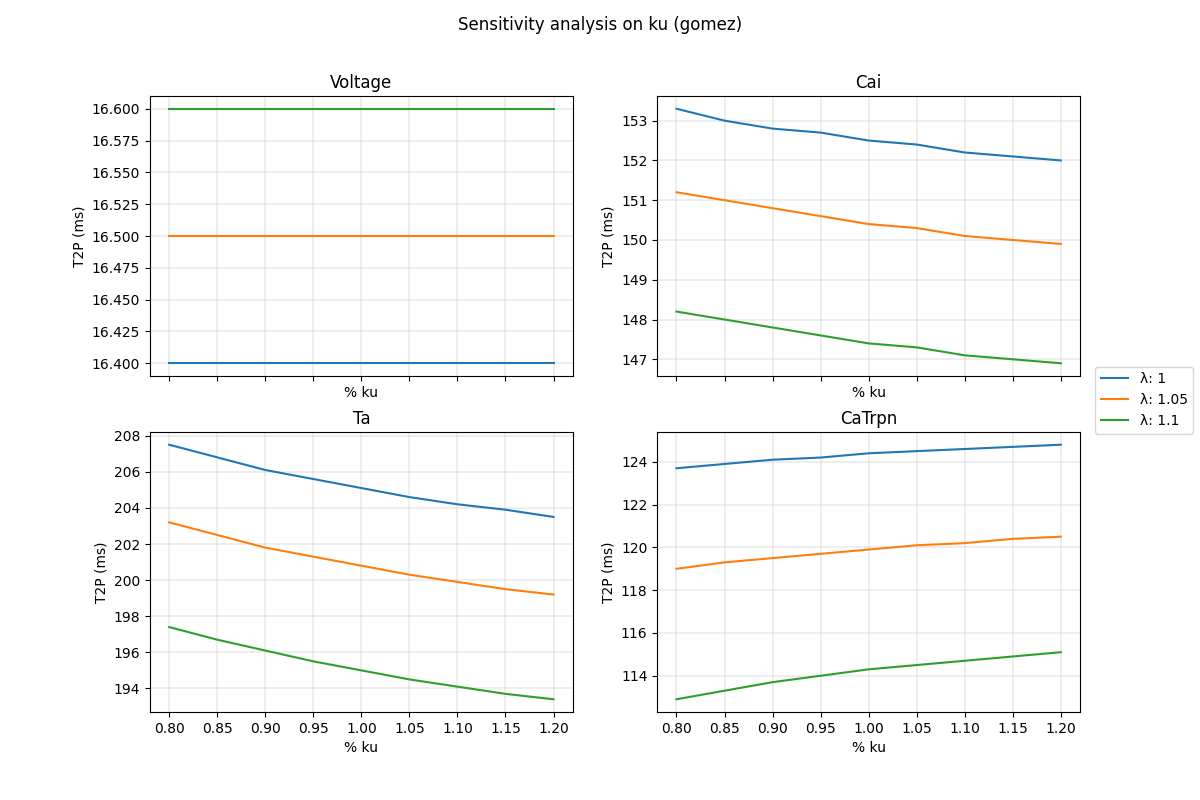 Sensitivity analysis on ku (gomez)
Voltage
T2P (ms)
16.600
16.575
16.550
16.525
16.500
16.475
16.450
16.425
16.400
% ku
Cai
T2P (ms)
153
152
151
150
149
148
147
% ku
λ: 1
λ: 1.05
λ: 1.1
Ta
T2P (ms)
208
206
204
202
200
198
196
194
0.80 0.85 0.90 0.95 1.00 1.05 1.10 1.15 1.20
% ku
CaTrpn
T2P (ms)
124
122
120
118
116
114
0.80 0.85 0.90 0.95 1.00 1.05 1.10 1.15 1.20
% ku